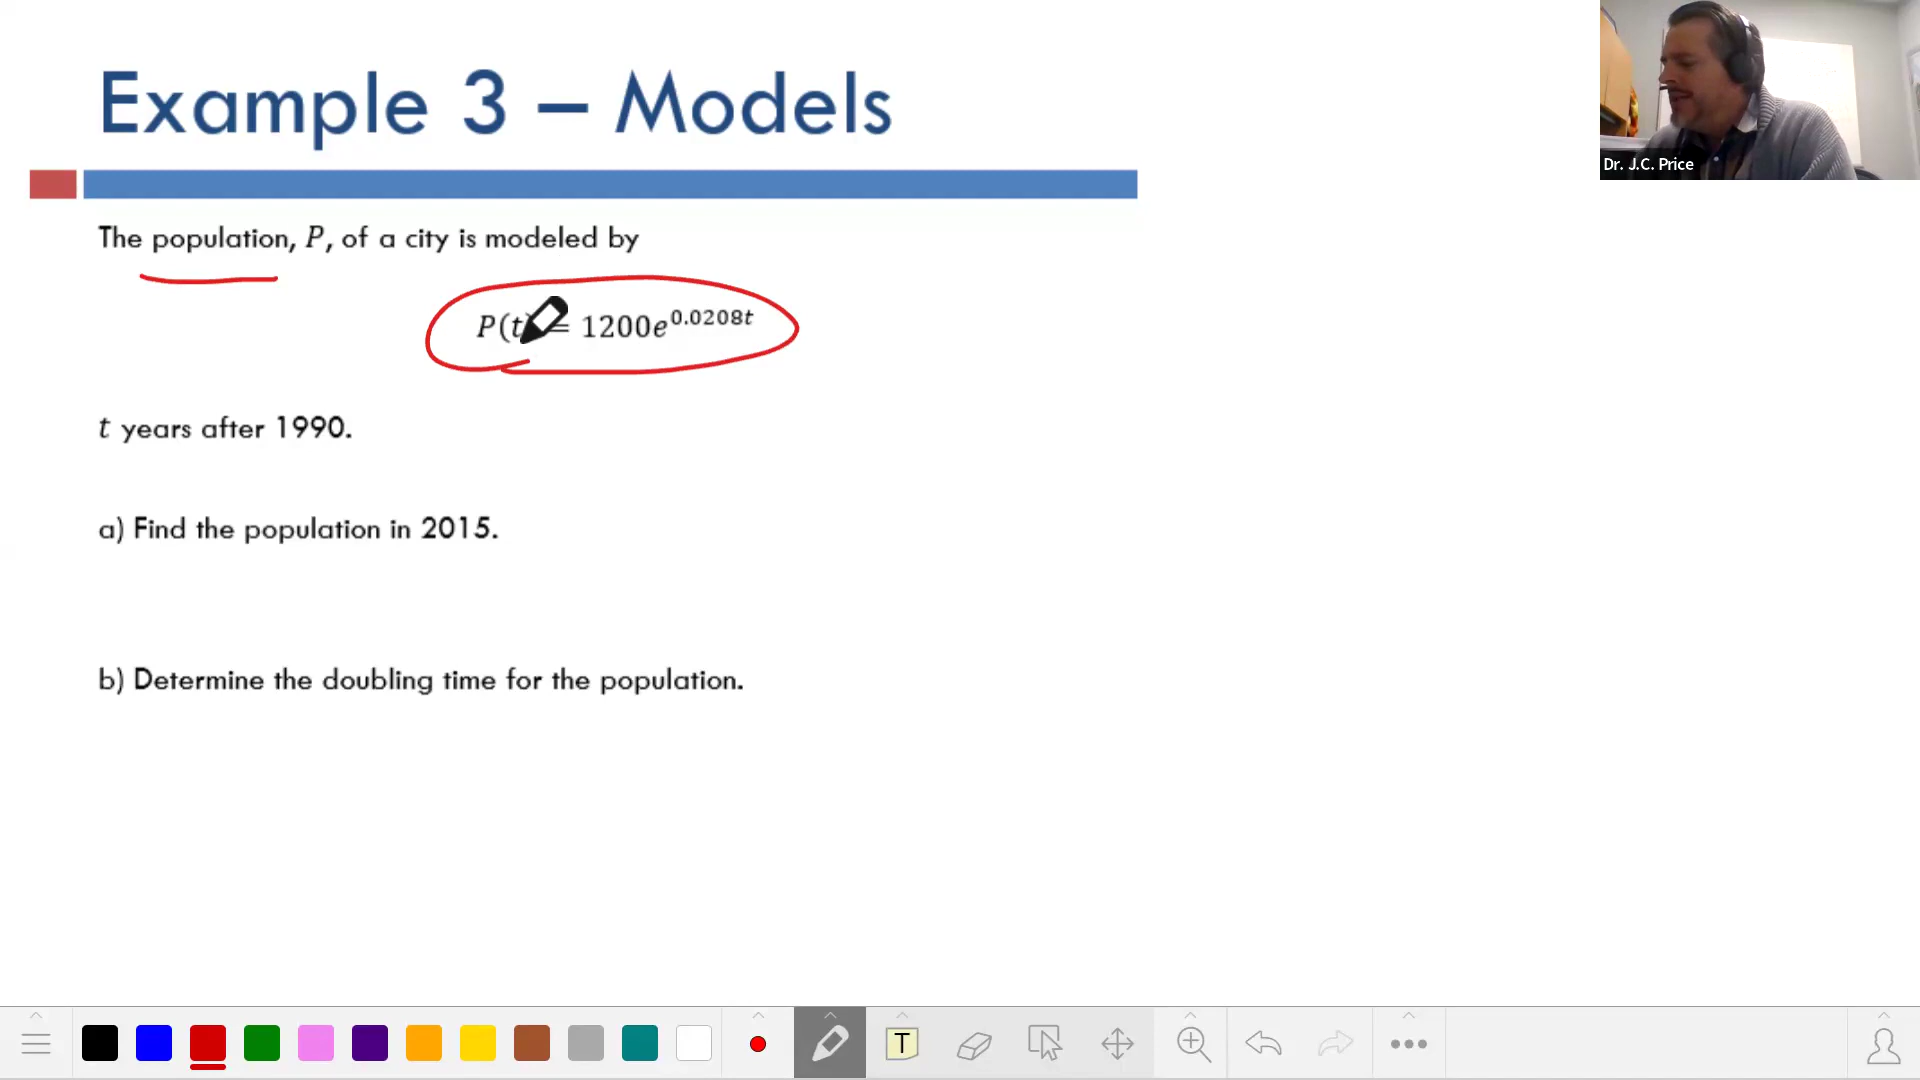 Example 3 – Models
Dr. J.C. Price
The population, P, of a city is modeled by
P(t) = 1200e^0.0208t
t years after 1990.
a) Find the population in 2015.
b) Determine the doubling time for the population.
T